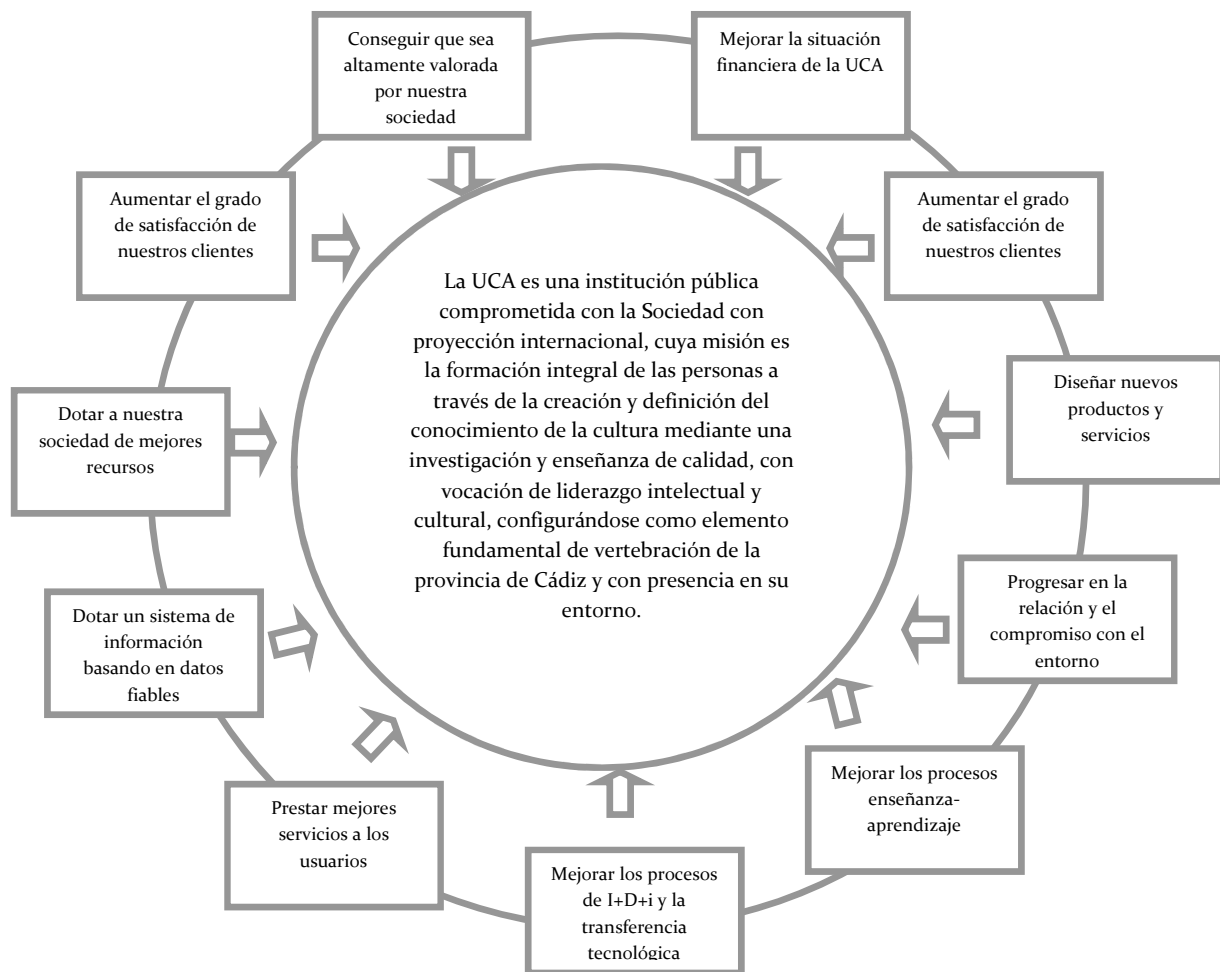 Conseguir que sea
altamente valorada
por nuestra
sociedad
Mejorar la situación
financiera de la UCA
Aumentar el grado
de satisfacción de
nuestros clientes
Aumentar el grado
de satisfacción de
nuestros clientes
La UCA es una institución pública
comprometida con la Sociedad con
proyección internacional, cuya misión es
la formación integral de las personas a
través de la creación y definición del
conocimiento de la cultura mediante una
investigación y enseñanza de calidad, con
vocación de liderazgo intelectual y
cultural, configurándose como elemento
fundamental de vertebración de la
provincia de Cádiz y con presencia en su
entorno.
Dotar a nuestra
sociedad de mejores
recursos
Diseñar nuevos
productos y
servicios
Dotar un sistema de
información
basando en datos
fiables
Progresar en la
relación y el
compromiso con el
entorno
Prestar mejores
servicios a los
usuarios
Mejorar los procesos
enseñanza-
aprendizaje
Mejorar los procesos
de I+D+i y la
transferencia
tecnológica